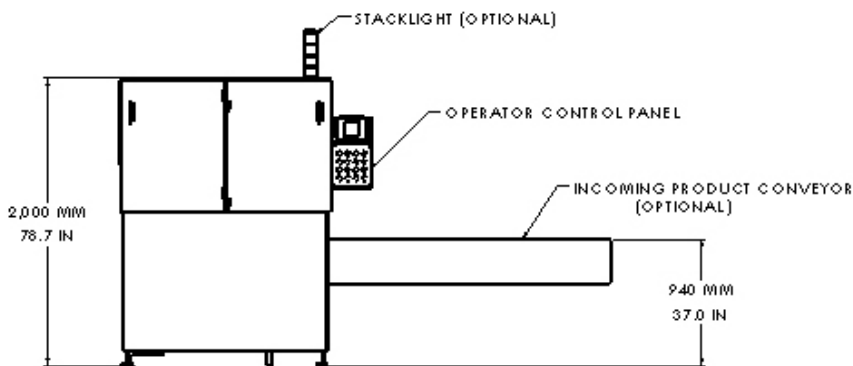 STACKLIGHT (OPTIONAL)
OPERATOR CONTROL PANEL
INCOMING PRODUCT CONVEYOR
(OPTIONAL)
2,000 MM
78.7 IN
940 MM
37.0 IN